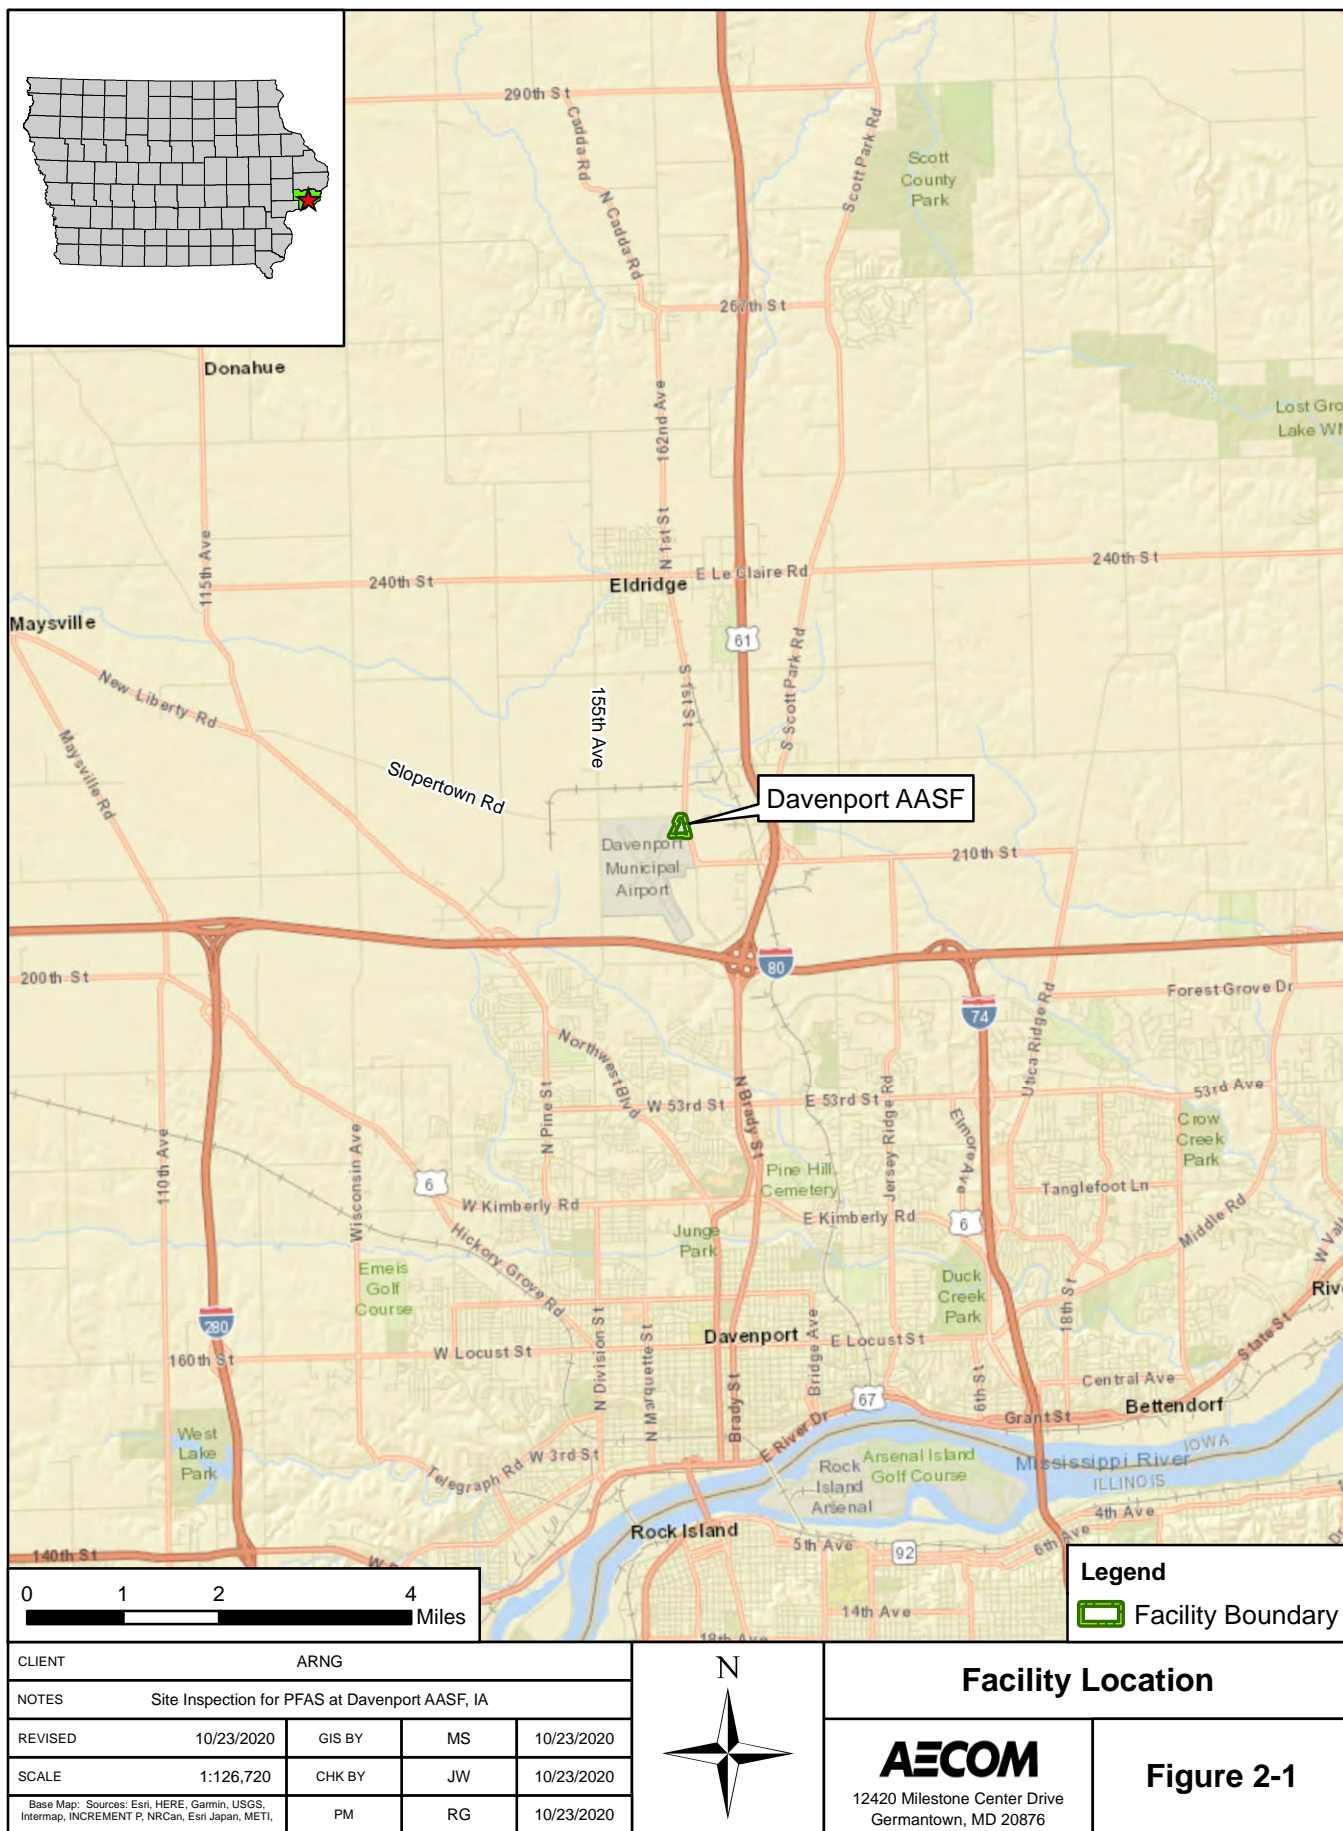 290th St
Cadda Rd
N Cadda Rd
Scott Park Rd
Scott
County
Park
267th St
Donahue
162nd Ave
Lost Gro
Lake WM
115th Ave
N 1st St
240th St
E Le Claire Rd
240th St
Eldridge
Maysville
61
New Liberty Rd
S 1st St
S Scott Park Rd
155th Ave
Maysville Rd
Slopertown Rd
Davenport AASF
Davenport
Municipal
Airport
210th St
80
200th St
Forest Grove Dr
74
Utica Ridge Rd
Northwest Blvd
N Pine St
W 53rd St
N Brady St
E 53rd St
Jersey Ridge Rd
Elmore Ave
53rd Ave
Crow
Creek
Park
110th Ave
Wisconsin Ave
6
Pine Hill
Cemetery
Tanglefoot Ln
W Kimberly Rd
E Kimberly Rd
6
Middle Rd
W Val
Hickory Grove Rd
Junge
Park
Emeis
Golf
Course
Duck
Creek
Park
18th St
Riv
280
N Division St
N Marquette St
Davenport
Bridge Ave
E Locust St
State St
160th St
W Locust St
Brady St
67
6th St
Central Ave
Bettendorf
Grant St
West
Lake
Park
Telegraph Rd
W 3rd St
E River Dr
Rock
Island
Arsenal
Arsenal Island
Golf Course
IOWA
Mississippi River
ILLINOIS
Rock Island
5th Ave
92
6th Ave
4th Ave
140th St
14th Ave
18th Ave
0 1 2 4
Miles
Legend
Facility Boundary
CLIENT ARNG
NOTES Site Inspection for PFAS at Davenport AASF, IA
REVISED 10/23/2020 GIS BY MS 10/23/2020
SCALE 1:126,720 CHK BY JW 10/23/2020
Base Map: Sources: Esri, HERE, Garmin, USGS,
Intermap, INCREMENT P, NRCan, Esri Japan, METI,
PM RG 10/23/2020
N
Facility Location
AECOM
12420 Milestone Center Drive
Germantown, MD 20876
Figure 2-1